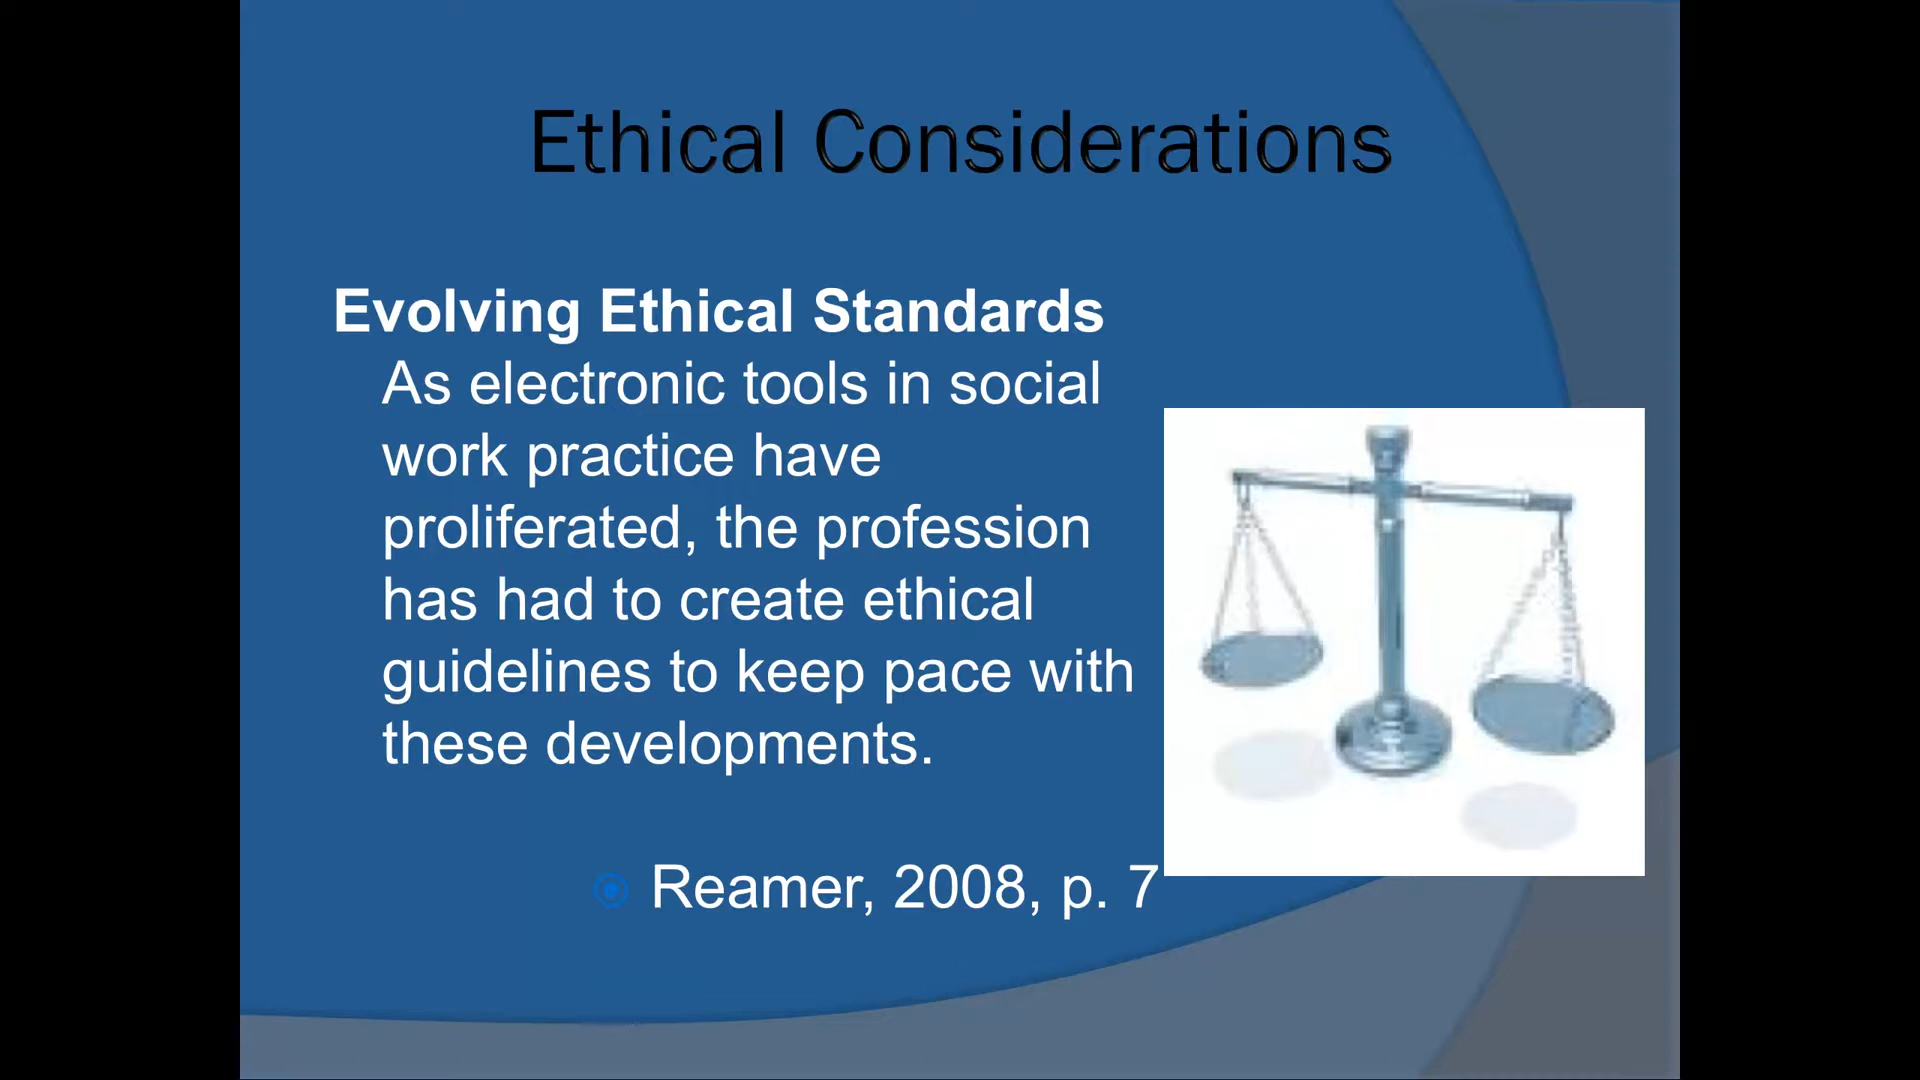 Ethical Considerations
Evolving Ethical Standards
As electronic tools in social
work practice have
proliferated, the profession
has had to create ethical
guidelines to keep pace with
these developments.
Reamer, 2008, p. 7